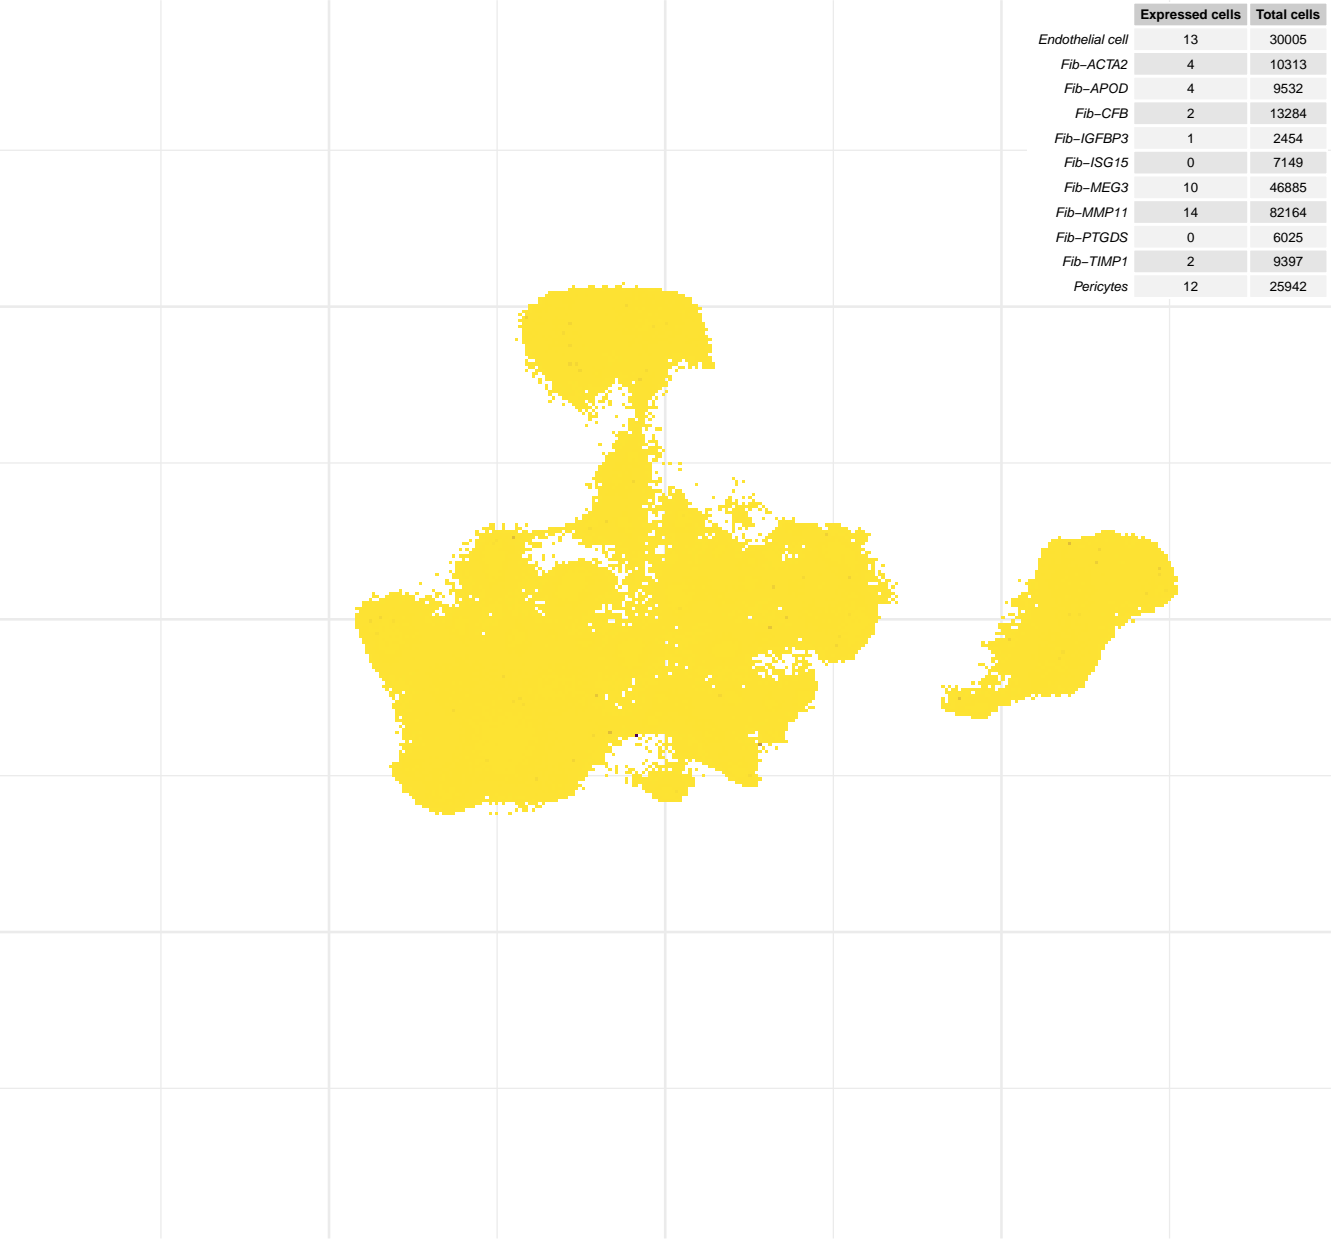 Expressed cells Total cells
Endothelial cell 13 30005
Fib−ACTA2 4 10313
Fib−APOD 4 9532
Fib−CFB 2 13284
Fib−IGFBP3 1 2454
Fib−ISG15 0 7149
Fib−MEG3 10 46885
Fib−MMP11 14 82164
Fib−PTGDS 0 6025
Fib−TIMP1 2 9397
Pericytes 12 25942